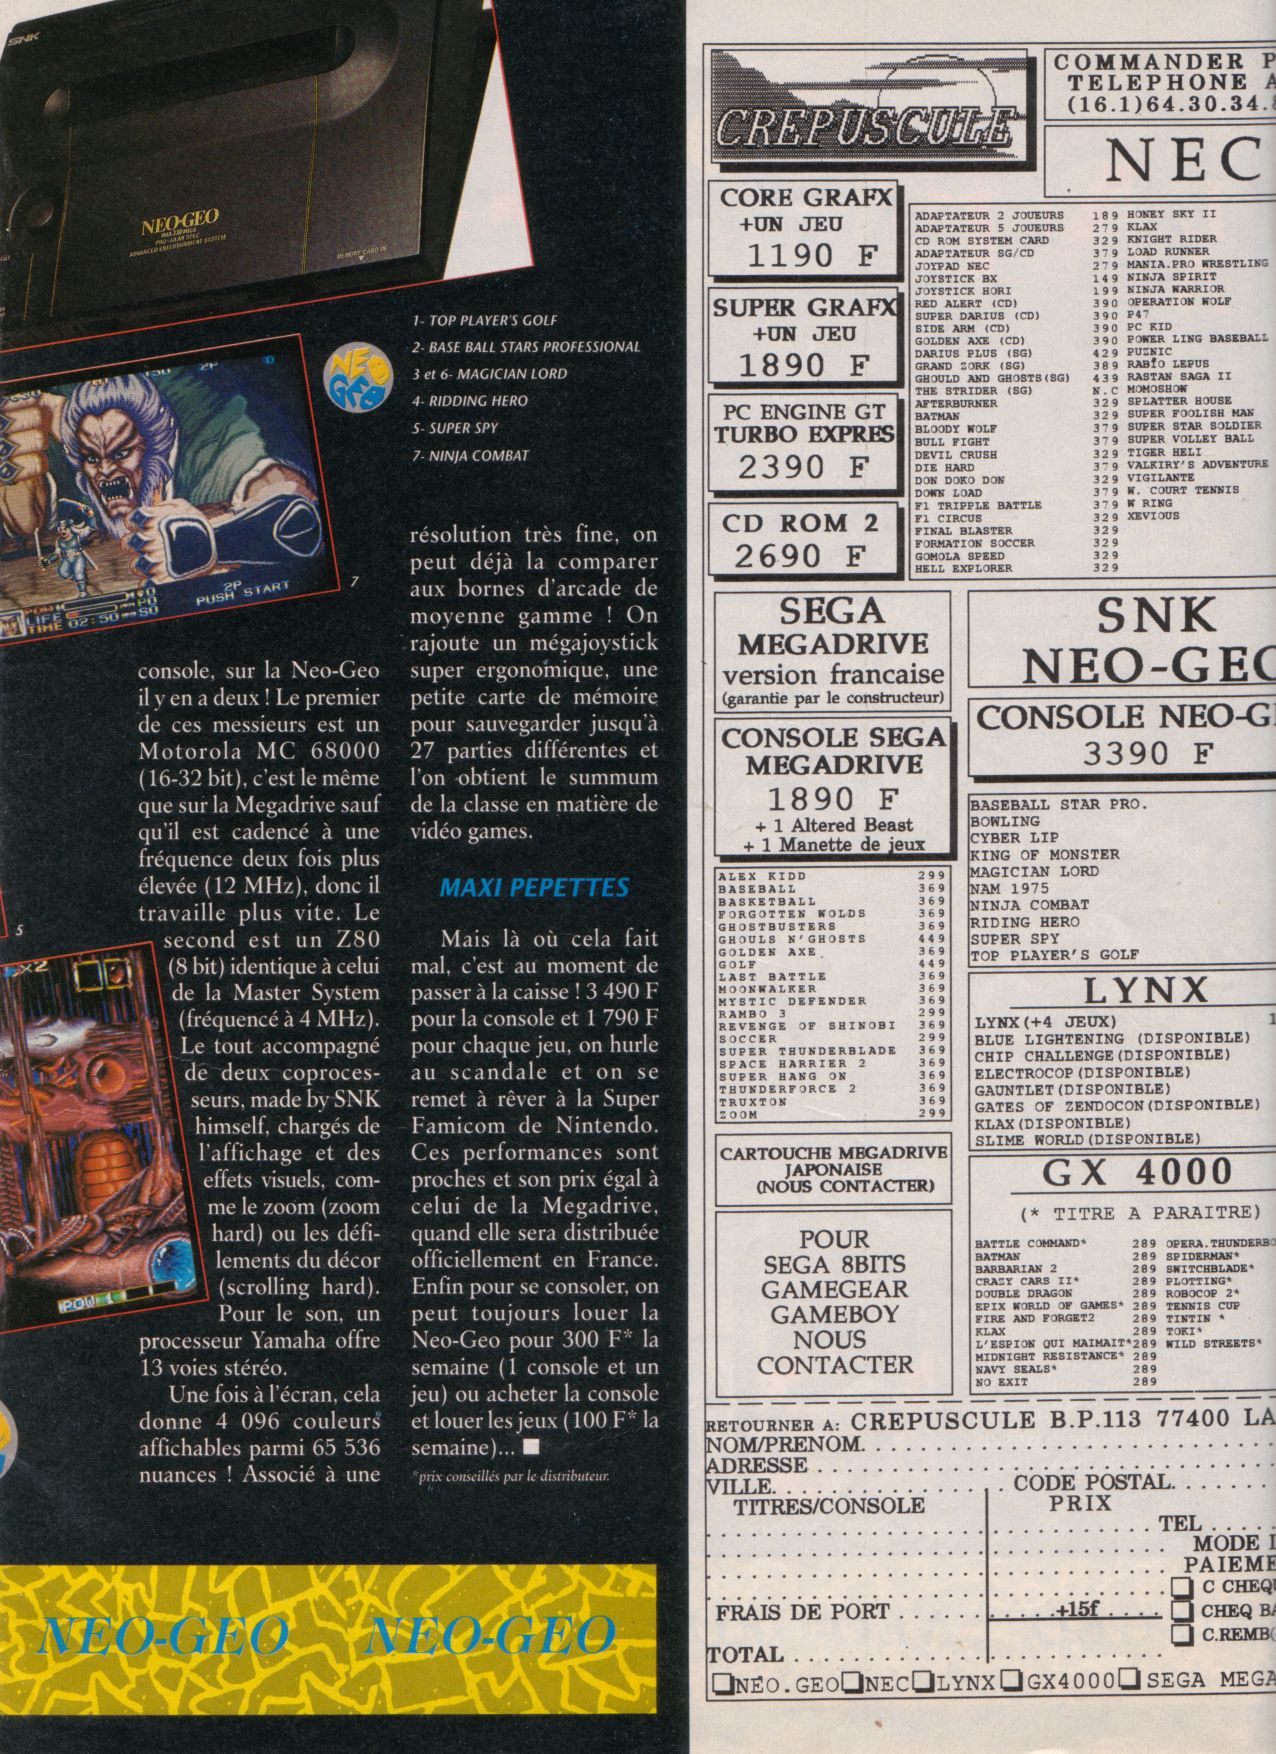 SNK
NEO·GEO
MAX 330 MEGA
PRO-GEAR SPEC
ADVANCED ENTERTAINMENT SYSTEM
MEMORY CARD IN
1- TOP PLAYER'S GOLF
2- BASE BALL STARS PROFESSIONAL
3 et 6- MAGICIAN LORD
4- RIDDING HERO
5- SUPER SPY
7- NINJA COMBAT
NEO
GEO
2P
2P
PUSH START
POW
LIFE
TIME 02:50
7
console, sur la Neo-Geo
il y en a deux ! Le premier
de ces messieurs est un
Motorola MC 68000
(16-32 bit), c'est le même
que sur la Megadrive sauf
qu'il est cadencé à une
fréquence deux fois plus
élevée (12 MHz), donc il
travaille plus vite. Le
second est un Z80
(8 bit) identique à celui
de la Master System
(fréquencé à 4 MHz).
Le tout accompagné
de deux coproces-
seurs, made by SNK
himself, chargés de
l'affichage et des
effets visuels, com-
me le zoom (zoom
hard) ou les défi-
lements du décor
(scrolling hard).
Pour le son, un
processeur Yamaha offre
13 voies stéréo.
Une fois à l'écran, cela
donne 4 096 couleurs
affichables parmi 65 536
nuances ! Associé à une
5
X2
POW 1
résolution très fine, on
peut déjà la comparer
aux bornes d'arcade de
moyenne gamme ! On
rajoute un mégajoystick
super ergonomique, une
petite carte de mémoire
pour sauvegarder jusqu'à
27 parties différentes et
l'on obtient le summum
de la classe en matière de
vidéo games.
MAXI PEPETTES
Mais là où cela fait
mal, c'est au moment de
passer à la caisse ! 3 490 F
pour la console et 1 790 F
pour chaque jeu, on hurle
au scandale et on se
remet à rêver à la Super
Famicom de Nintendo.
Ces performances sont
proches et son prix égal à
celui de la Megadrive,
quand elle sera distribuée
officiellement en France.
Enfin pour se consoler, on
peut toujours louer la
Neo-Geo pour 300 F* la
semaine (1 console et un
jeu) ou acheter la console
et louer les jeux (100 F* la
semaine)... ■
*prix conseillés par le distributeur.
NEO-GEO NEO-GEO
CREPUSCULE
COMMANDER P
TELEPHONE A
(16.1)64.30.34.8
NEC
CORE GRAFX
+UN JEU
1190 F
SUPER GRAFX
+UN JEU
1890 F
PC ENGINE GT
TURBO EXPRES
2390 F
CD ROM 2
2690 F
ADAPTATEUR 2 JOUEURS 189
ADAPTATEUR 5 JOUEURS 279
CD ROM SYSTEM CARD 329
ADAPTATEUR SG/CD 379
JOYPAD NEC 279
JOYSTICK BX 149
JOYSTICK HORI 199
RED ALERT (CD) 390
SUPER DARIUS (CD) 390
SIDE ARM (CD) 390
GOLDEN AXE (CD) 390
DARIUS PLUS (SG) 429
GRAND ZORK (SG) 389
GHOULD AND GHOSTS(SG) 439
THE STRIDER (SG) N.C
AFTERBURNER 329
BATMAN 329
BLOODY WOLF 379
BULL FIGHT 379
DEVIL CRUSH 329
DIE HARD 379
DON DOKO DON 329
DOWN LOAD 379
F1 TRIPPLE BATTLE 379
F1 CIRCUS 329
FINAL BLASTER 329
FORMATION SOCCER 329
GOMOLA SPEED 329
HELL EXPLORER 329
HONEY SKY II
KLAX
KNIGHT RIDER
LOAD RUNNER
MANIA.PRO WRESTLING
NINJA SPIRIT
NINJA WARRIOR
OPERATION WOLF
P47
PC KID
POWER LING BASEBALL
PUZNIC
RABIO LEPUS
RASTAN SAGA II
MOMOSHOW
SPLATTER HOUSE
SUPER FOOLISH MAN
SUPER STAR SOLDIER
SUPER VOLLEY BALL
TIGER HELI
VALKIRY'S ADVENTURE
VIGILANTE
W. COURT TENNIS
W RING
XEVIOUS
SEGA
MEGADRIVE
version francaise
(garantie par le constructeur)
CONSOLE SEGA
MEGADRIVE
1890 F
+ 1 Altered Beast
+ 1 Manette de jeux
ALEX KIDD 299
BASEBALL 369
BASKETBALL 369
FORGOTTEN WOLDS 369
GHOSTBUSTERS 369
GHOULS N'GHOSTS 449
GOLDEN AXE 369
GOLF 449
LAST BATTLE 369
MOONWALKER 369
MYSTIC DEFENDER 369
RAMBO 3 299
REVENGE OF SHINOBI 369
SOCCER 299
SUPER THUNDERBLADE 369
SPACE HARRIER 2 369
SUPER HANG ON 369
THUNDERFORCE 2 369
TRUXTON 369
ZOOM 299
CARTOUCHE MEGADRIVE
JAPONAISE
(NOUS CONTACTER)
POUR
SEGA 8BITS
GAMEGEAR
GAMEBOY
NOUS
CONTACTER
SNK
NEO-GEO
CONSOLE NEO-G
3390 F
BASEBALL STAR PRO.
BOWLING
CYBER LIP
KING OF MONSTER
MAGICIAN LORD
NAM 1975
NINJA COMBAT
RIDING HERO
SUPER SPY
TOP PLAYER'S GOLF
LYNX
LYNX(+4 JEUX) 1
BLUE LIGHTENING (DISPONIBLE)
CHIP CHALLENGE(DISPONIBLE)
ELECTROCOP(DISPONIBLE)
GAUNTLET(DISPONIBLE)
GATES OF ZENDOCON(DISPONIBLE)
KLAX(DISPONIBLE)
SLIME WORLD(DISPONIBLE)
GX 4000
(* TITRE A PARAITRE)
BATTLE COMMAND* 289
BATMAN 289
BARBARIAN 2 289
CRAZY CARS II* 289
DOUBLE DRAGON 289
EPIX WORLD OF GAMES* 289
FIRE AND FORGET2 289
KLAX 289
L'ESPION QUI MAIMAIT*289
MIDNIGHT RESISTANCE* 289
NAVY SEALS* 289
NO EXIT 289
OPERA.THUNDERBO
SPIDERMAN*
SWITCHBLADE*
PLOTTING*
ROBOCOP 2*
TENNIS CUP
TINTIN *
TOKI*
WILD STREETS*
RETOURNER A: CREPUSCULE B.P.113 77400 LA
NOM/PRENOM
ADRESSE
VILLE CODE POSTAL
TITRES/CONSOLE PRIX
TEL
MODE D
PAIEME
C CHEQU
FRAIS DE PORT +15f CHEQ BA
C.REMBO
TOTAL
NEO.GEO NEC LYNX GX4000 SEGA MEGA